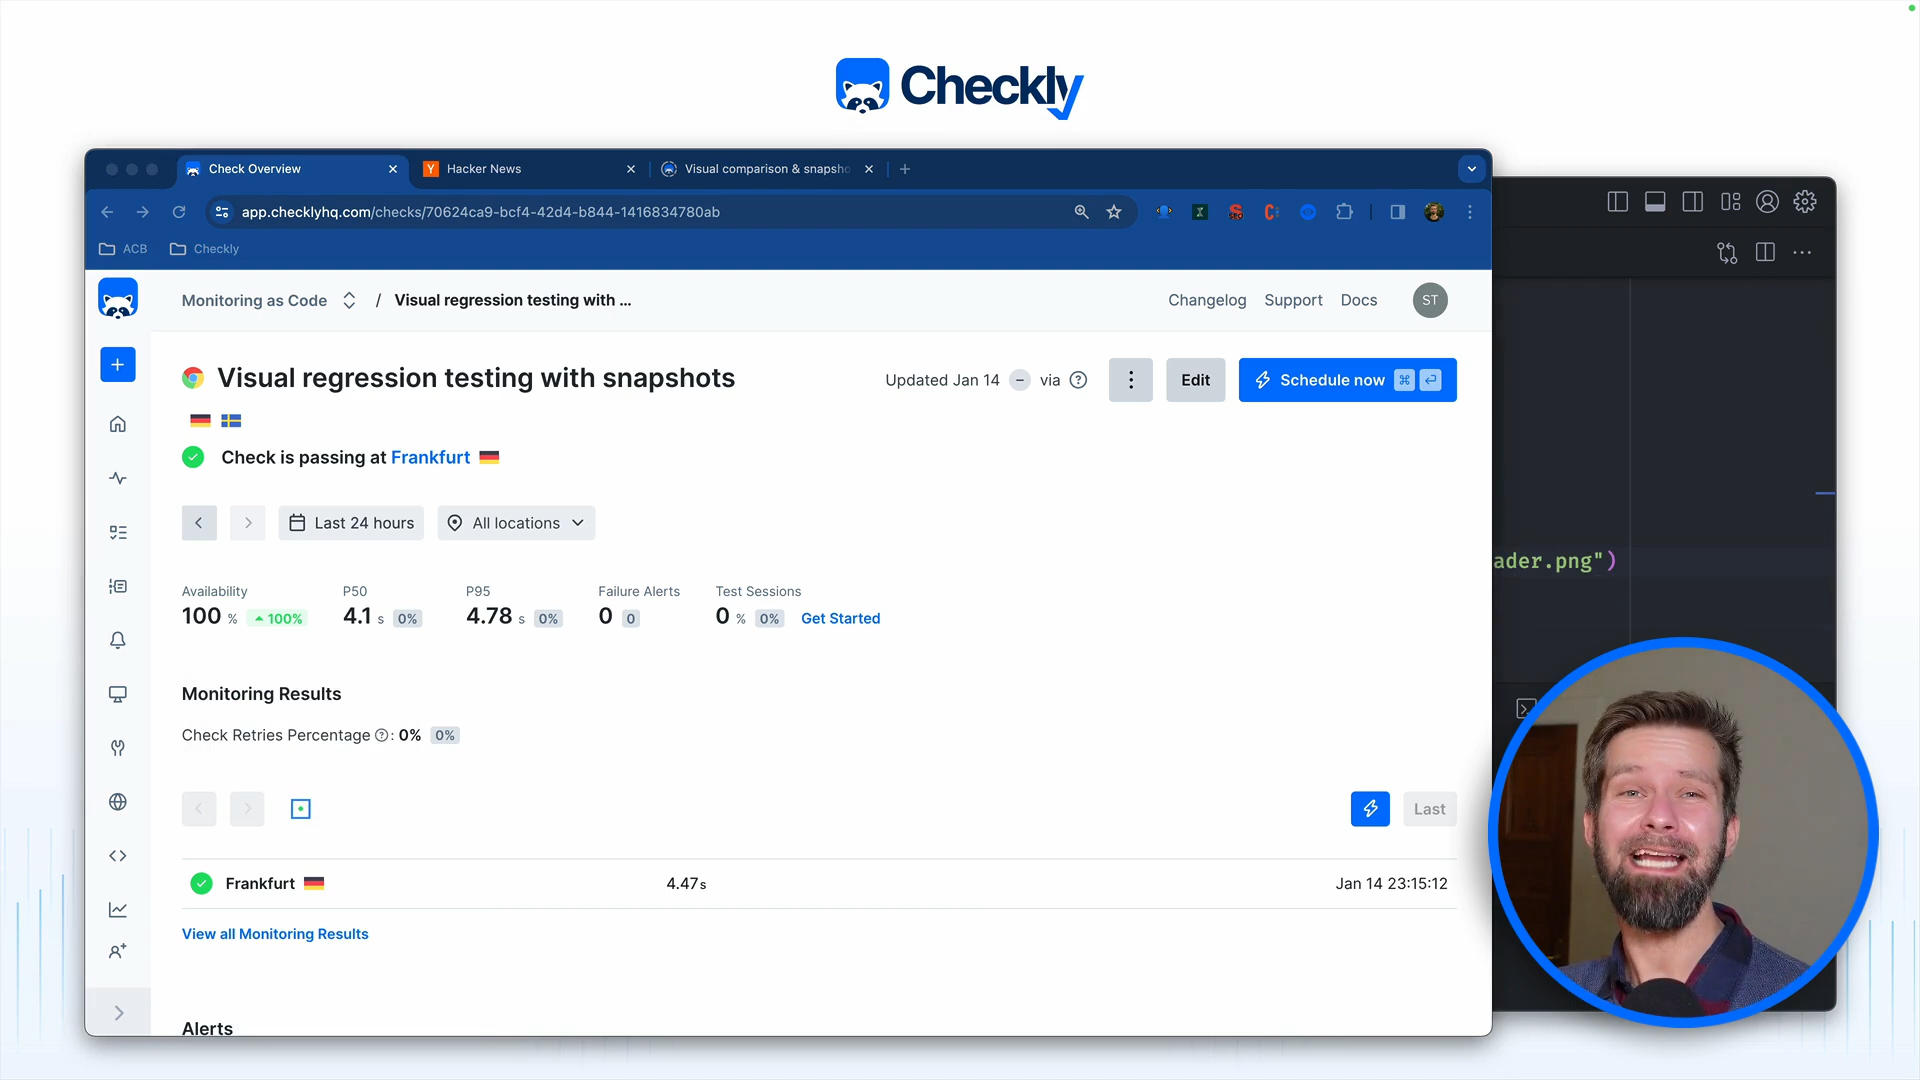 Checkly
Check Overview
Hacker News
Visual comparison & snapsho
app.checklyhq.com/checks/70624ca9-bcf4-42d4-b844-1416834780ab
ACB
Checkly
Monitoring as Code / Visual regression testing with ...
Changelog Support Docs ST
Visual regression testing with snapshots
Updated Jan 14 – via
Edit
Schedule now
Check is passing at Frankfurt
Last 24 hours
All locations
Availability P50 P95 Failure Alerts Test Sessions
100 % 100% 4.1 s 0% 4.78 s 0% 0 0 0 % 0% Get Started
Monitoring Results
Check Retries Percentage : 0% 0%
Last
Frankfurt 4.47s Jan 14 23:15:12
View all Monitoring Results
Alerts
ader.png")